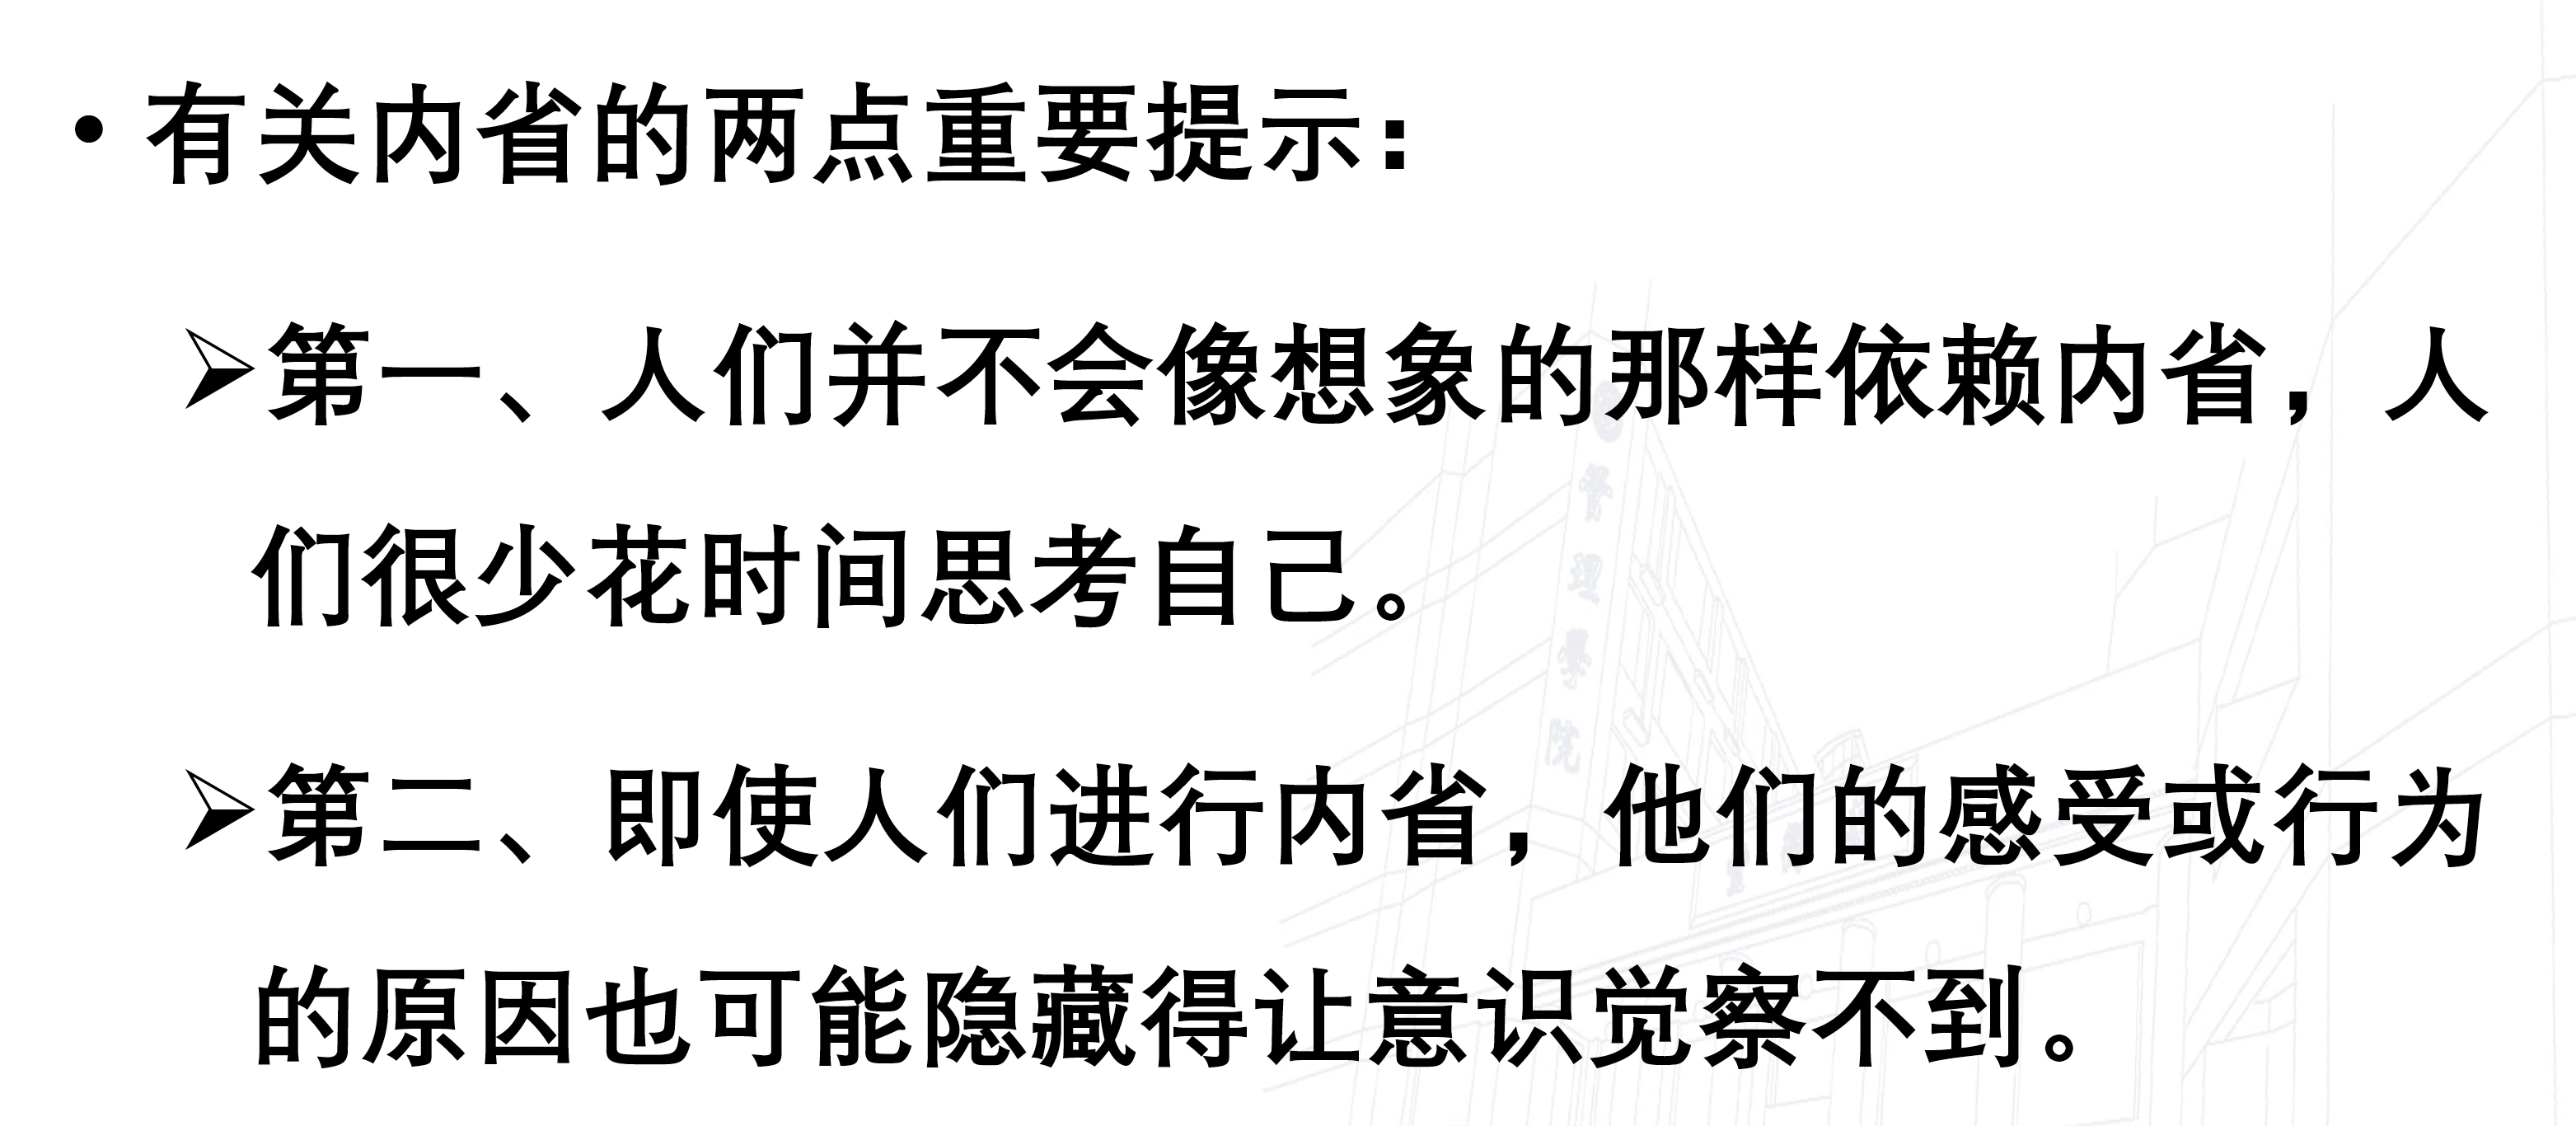 • 有关内省的两点重要提示：
➢第一、人们并不会像想象的那样依赖内省，人
们很少花时间思考自己。
➢第二、即使人们进行内省，他们的感受或行为
的原因也可能隐藏得让意识觉察不到。
管理學院